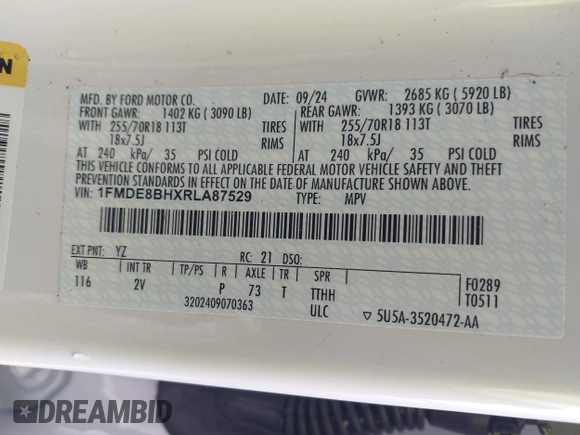 N
MFD. BY FORD MOTOR CO. DATE: 09/24 GVWR: 2685 KG ( 5920 LB)
FRONT GAWR: 1402 KG ( 3090 LB) REAR GAWR: 1393 KG ( 3070 LB)
WITH 255/70R18 113T TIRES WITH 255/70R18 113T TIRES
18x7.5J RIMS 18x7.5J RIMS
AT 240 kPa/ 35 PSI COLD AT 240 kPa/ 35 PSI COLD
THIS VEHICLE CONFORMS TO ALL APPLICABLE FEDERAL MOTOR VEHICLE SAFETY AND THEFT
PREVENTION STANDARDS IN EFFECT ON THE DATE OF MANUFACTURE SHOWN ABOVE.
VIN: 1FMDE8BHXRLA87529 TYPE: MPV
EXT PNT: YZ RC: 21 DSO:
WB INT TR TP/PS R AXLE TR SPR F0289
116 2V P 73 T TTHH T0511
3202409070363 ULC ▽ 5U5A-3520472-AA
DREAMBID